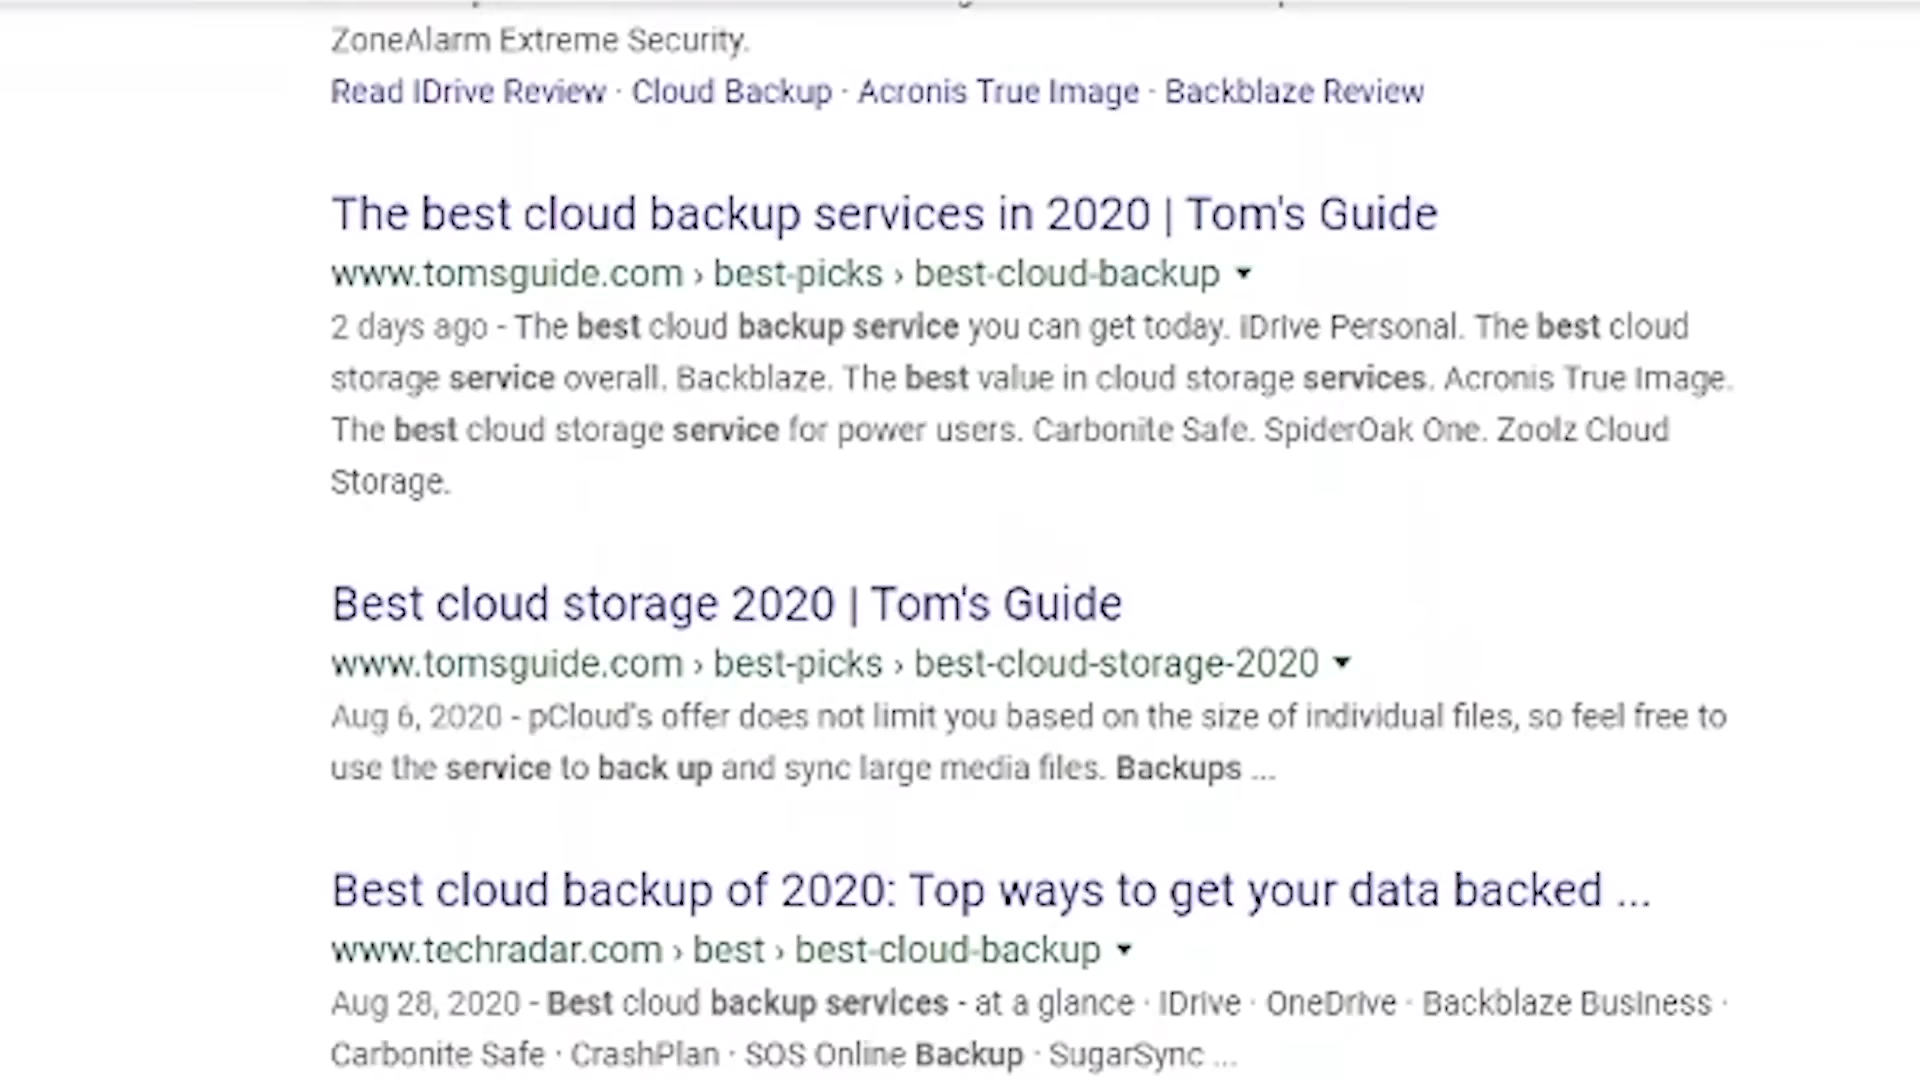 ZoneAlarm Extreme Security.
Read IDrive Review · Cloud Backup · Acronis True Image · Backblaze Review
The best cloud backup services in 2020 | Tom's Guide
www.tomsguide.com › best-picks › best-cloud-backup
2 days ago - The best cloud backup service you can get today. IDrive Personal. The best cloud
storage service overall. Backblaze. The best value in cloud storage services. Acronis True Image.
The best cloud storage service for power users. Carbonite Safe. SpiderOak One. Zoolz Cloud
Storage.
Best cloud storage 2020 | Tom's Guide
www.tomsguide.com › best-picks › best-cloud-storage-2020
Aug 6, 2020 - pCloud's offer does not limit you based on the size of individual files, so feel free to
use the service to back up and sync large media files. Backups ...
Best cloud backup of 2020: Top ways to get your data backed ...
www.techradar.com › best › best-cloud-backup
Aug 28, 2020 - Best cloud backup services - at a glance · IDrive · OneDrive · Backblaze Business ·
Carbonite Safe · CrashPlan · SOS Online Backup · SugarSync ...